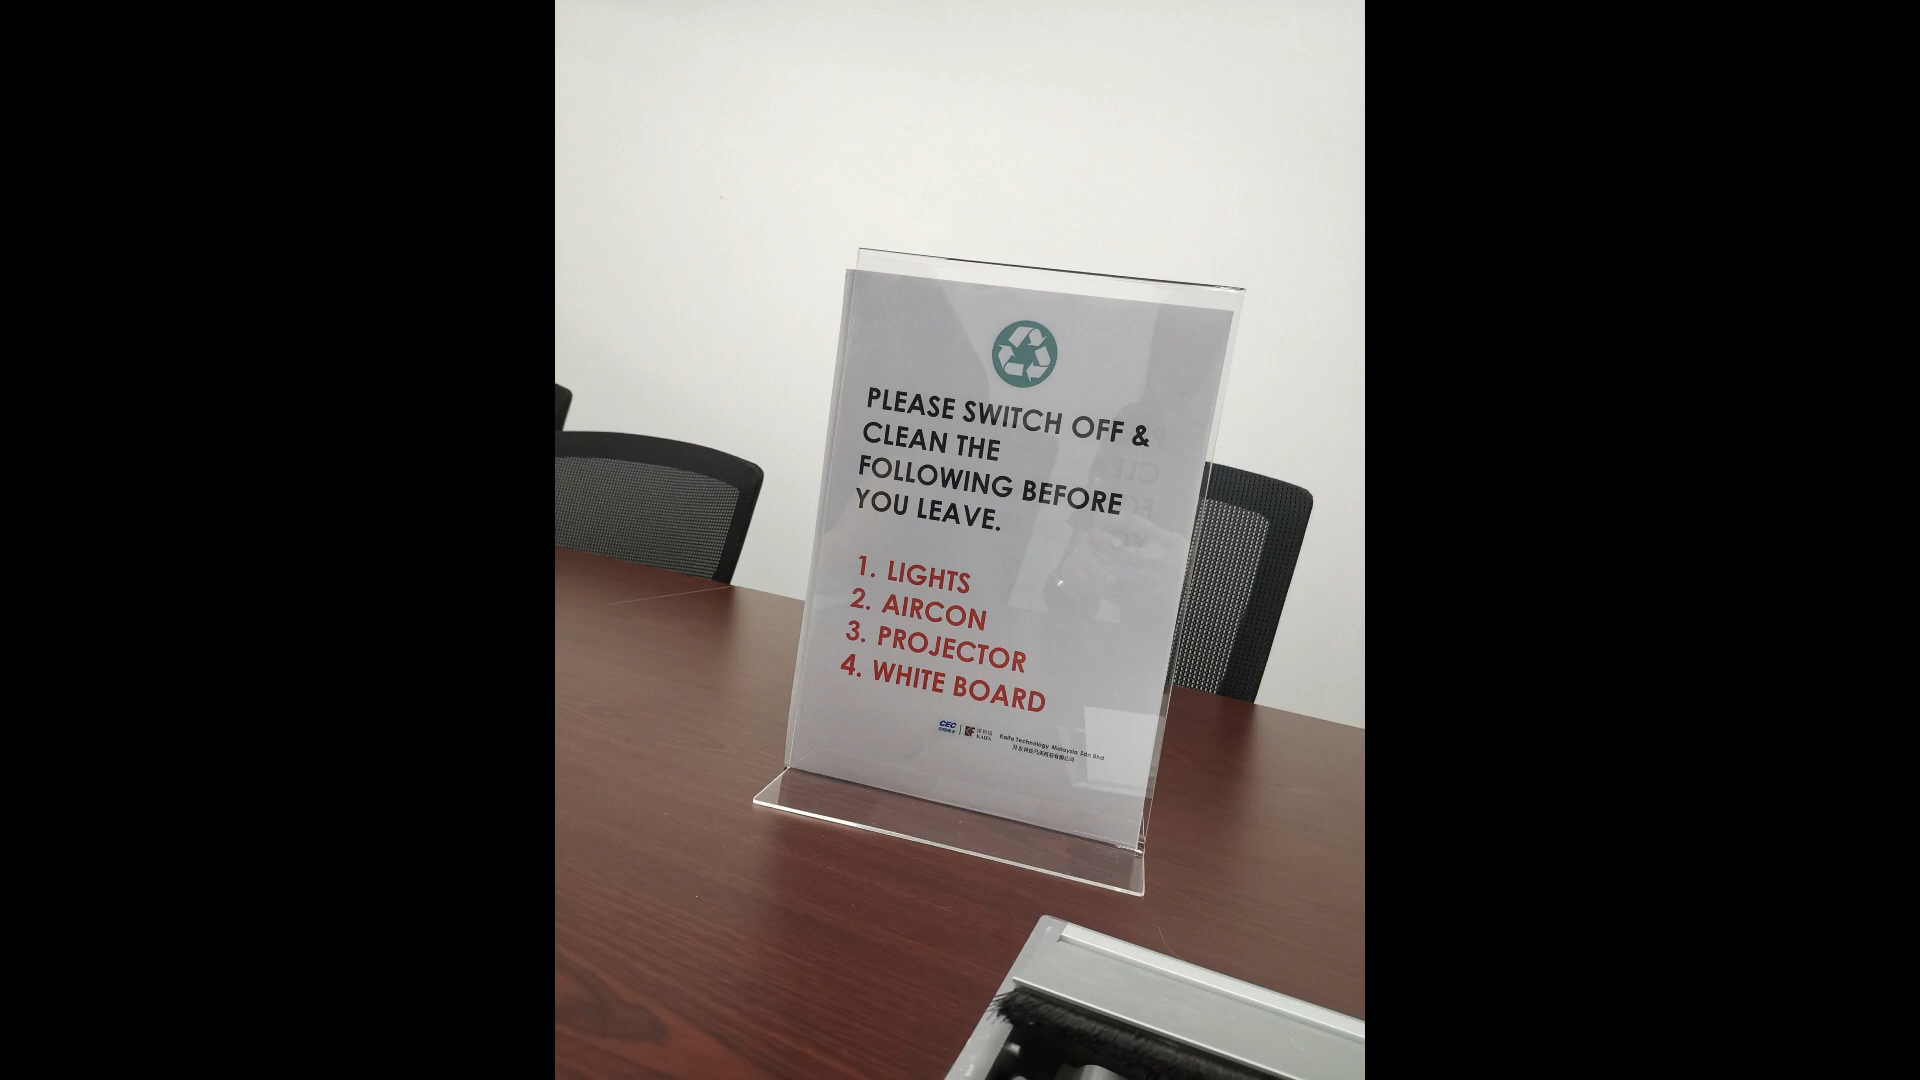 PLEASE SWITCH OFF &
CLEAN THE
FOLLOWING BEFORE
YOU LEAVE.
1. LIGHTS
2. AIRCON
3. PROJECTOR
4. WHITE BOARD
CEC
KAIFA
Kaifa Technology Malaysia Sdn Bhd